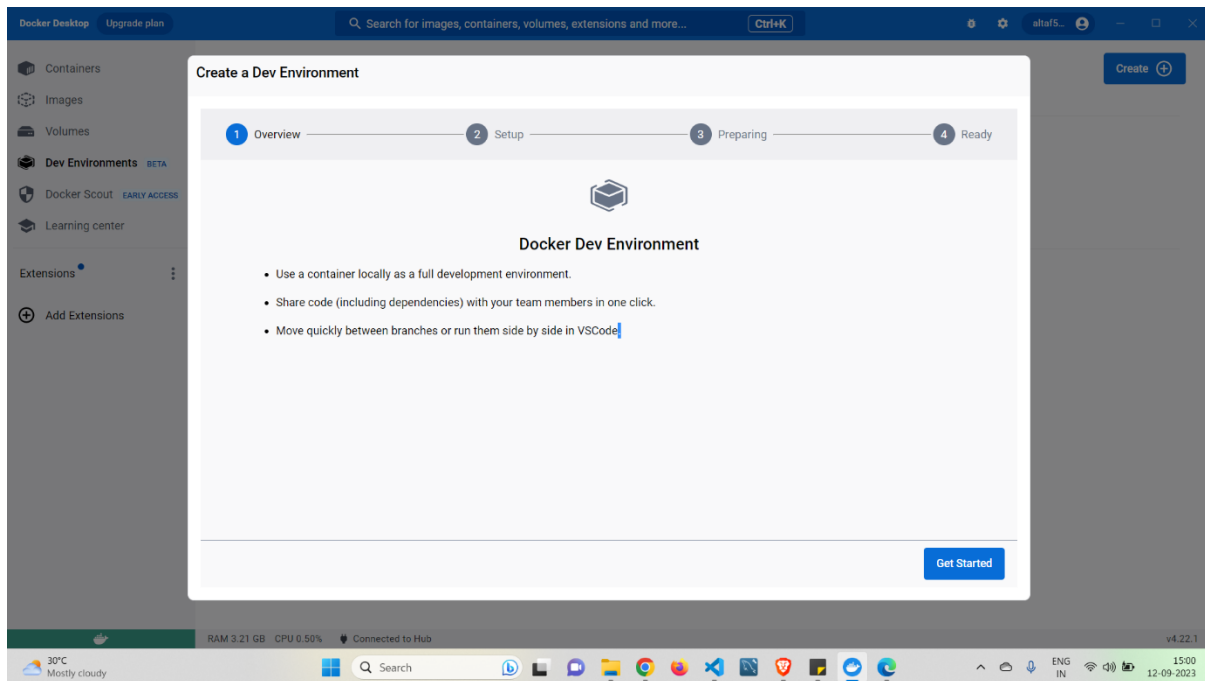 Docker Desktop Upgrade plan Search for images, containers, volumes, extensions and more... Ctrl+K altaf5...
Containers
Images
Volumes
Dev Environments BETA
Docker Scout EARLY ACCESS
Learning center
Extensions
Add Extensions
Create
Create a Dev Environment
1 Overview 2 Setup 3 Preparing 4 Ready
Docker Dev Environment
• Use a container locally as a full development environment.
• Share code (including dependencies) with your team members in one click.
• Move quickly between branches or run them side by side in VSCode.
Get Started
RAM 3.21 GB CPU 0.50% Connected to Hub v4.22.1
30°C
Mostly cloudy
Search
ENG
IN
15:00
12-09-2023